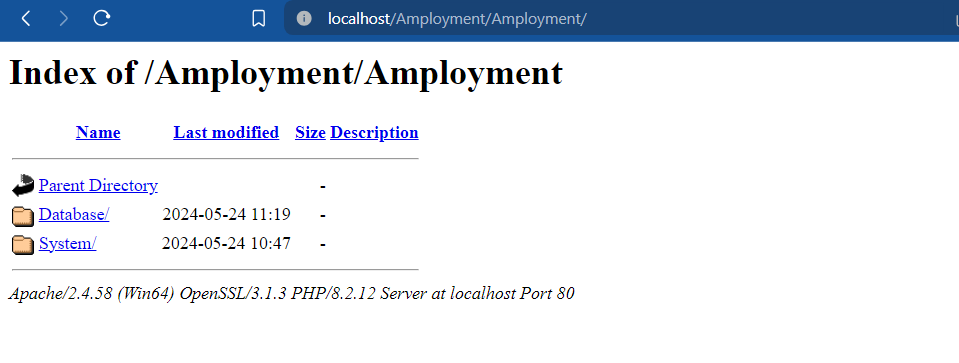 localhost/Amployment/Amployment/
Index of /Amployment/Amployment
Name Last modified Size Description
Parent Directory -
Database/ 2024-05-24 11:19 -
System/ 2024-05-24 10:47 -
Apache/2.4.58 (Win64) OpenSSL/3.1.3 PHP/8.2.12 Server at localhost Port 80